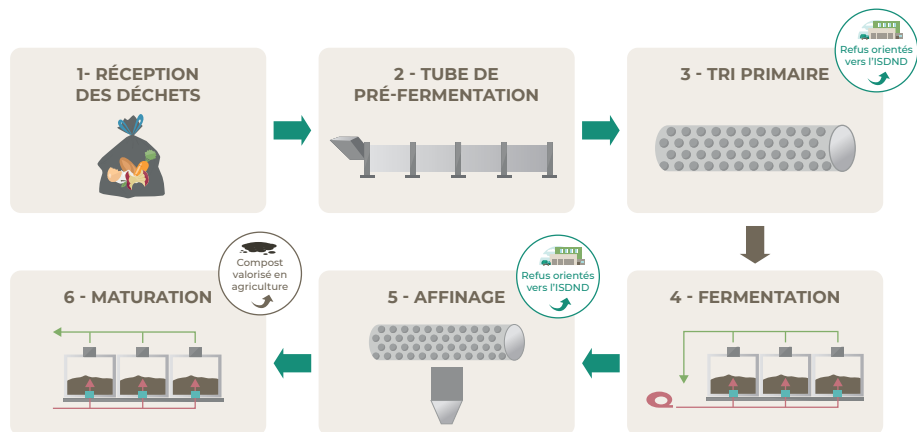 1- RÉCEPTION
DES DÉCHETS
2 - TUBE DE
PRÉ-FERMENTATION
3 - TRI PRIMAIRE
Refus orientés
vers l'ISDND
4 - FERMENTATION
5 - AFFINAGE
Refus orientés
vers l'ISDND
6 - MATURATION
Compost
valorisé en
agriculture